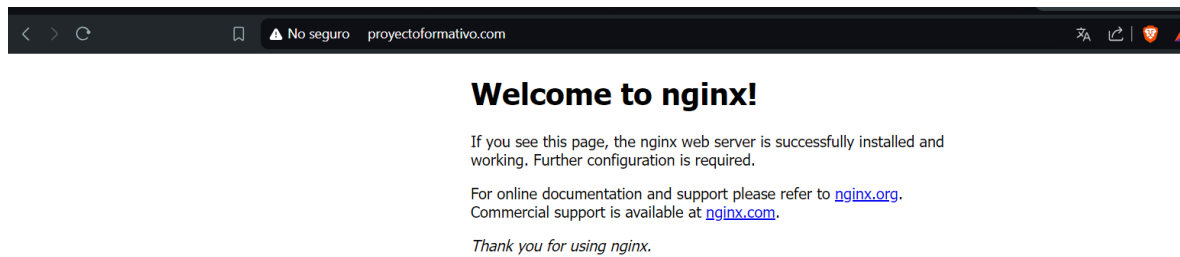 No seguro proyectoformativo.com
Welcome to nginx!
If you see this page, the nginx web server is successfully installed and
working. Further configuration is required.
For online documentation and support please refer to nginx.org.
Commercial support is available at nginx.com.
Thank you for using nginx.